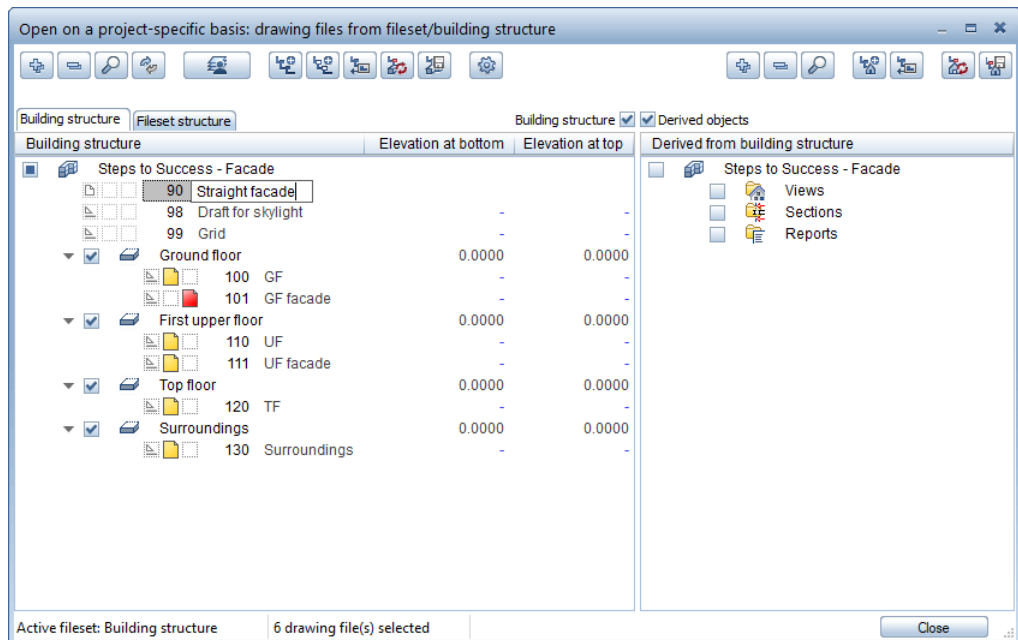 Open on a project-specific basis: drawing files from fileset/building structure
Building structure Fileset structure Building structure Derived objects
Building structure Elevation at bottom Elevation at top Derived from building structure
Steps to Success - Facade Steps to Success - Facade
90 Straight facade Views
98 Draft for skylight - - Sections
99 Grid - - Reports
Ground floor 0.0000 0.0000
100 GF - -
101 GF facade - -
First upper floor 0.0000 0.0000
110 UF - -
111 UF facade - -
Top floor 0.0000 0.0000
120 TF - -
Surroundings 0.0000 0.0000
130 Surroundings - -
Active fileset: Building structure 6 drawing file(s) selected Close